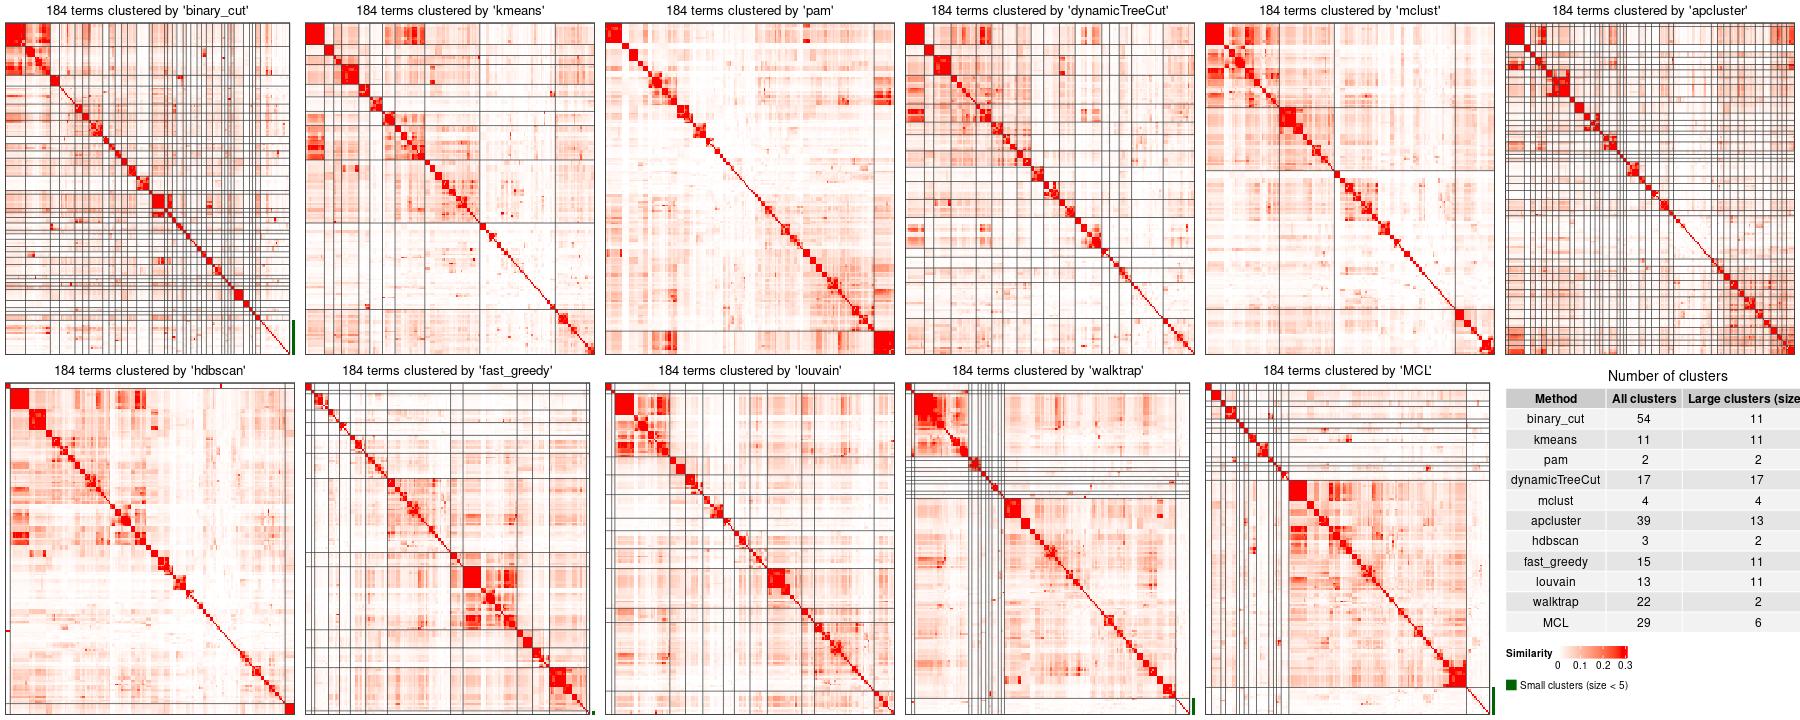 184 terms clustered by 'binary_cut'
184 terms clustered by 'kmeans'
184 terms clustered by 'pam'
184 terms clustered by 'dynamicTreeCut'
184 terms clustered by 'mclust'
184 terms clustered by 'apcluster'
184 terms clustered by 'hdbscan'
184 terms clustered by 'fast_greedy'
184 terms clustered by 'louvain'
184 terms clustered by 'walktrap'
184 terms clustered by 'MCL'
Number of clusters
Method All clusters Large clusters (size
binary_cut 54 11
kmeans 11 11
pam 2 2
dynamicTreeCut 17 17
mclust 4 4
apcluster 39 13
hdbscan 3 2
fast_greedy 15 11
louvain 13 11
walktrap 22 2
MCL 29 6
Similarity
0 0.1 0.2 0.3
Small clusters (size < 5)